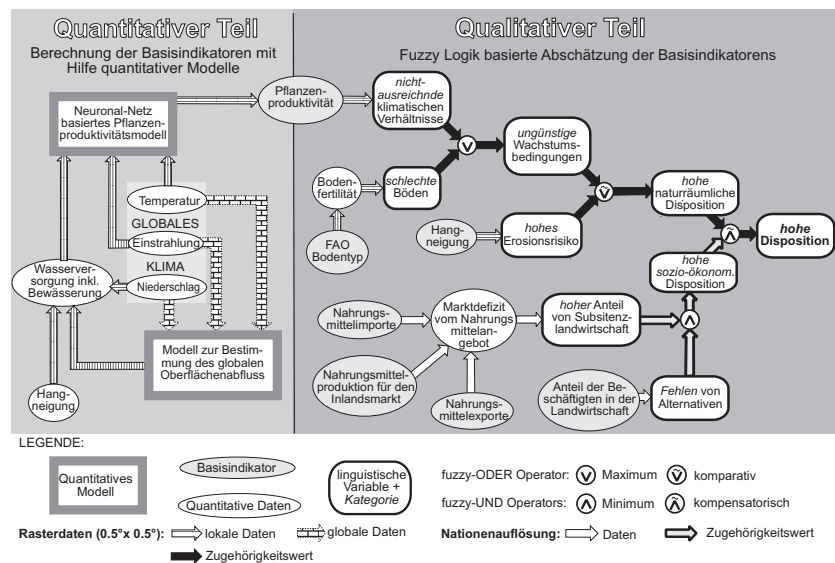 Quantitativer Teil
Berechnung der Basisindikatoren mit
Hilfe quantitativer Modelle
Neuronal-Netz
basiertes Pflanzen-
produktivitätsmodell
Temperatur
GLOBALES
Einstrahlung
KLIMA
Niederschlag
Wasserver-
sorgung inkl.
Bewässerung
Modell zur Bestim-
mung des globalen
Oberflächenabfluss
Hang-
neigung
Qualitativer Teil
Fuzzy Logik basierte Abschätzung der Basisindikatorens
Pflanzen-
produktivität
nicht-
ausreichnde
klimatischen
Verhältnisse
v
ungünstige
Wachstums-
bedingungen
Boden-
fertilität
schlechte
Böden
ṽ
hohe
naturräumliche
Disposition
FAO
Bodentyp
Hang-
neigung
hohes
Erosionsrisiko
ʌ̃
hohe
Disposition
hohe
sozio-ökonom.
Disposition
Nahrungs-
mittelimporte
Marktdefizit
vom Nahrungs
mittelan-
gebot
hoher Anteil
von Subsitenz-
landwirtschaft
ʌ
Nahrungsmittel-
produktion für den
Inlandsmarkt
Nahrungs-
mittelexporte
Anteil der Be-
schäftigten in der
Landwirtschaft
Fehlen von
Alternativen
LEGENDE:
Quantitatives
Modell
Basisindikator
Quantitative Daten
linguistische
Variable +
Kategorie
fuzzy-ODER Operator: v Maximum ṽ komparativ
fuzzy-UND Operators: ʌ Minimum ʌ̃ kompensatorisch
Rasterdaten (0.5°x 0.5°): lokale Daten globale Daten
Zugehörigkeitswert
Nationenauflösung: Daten Zugehörigkeitswert